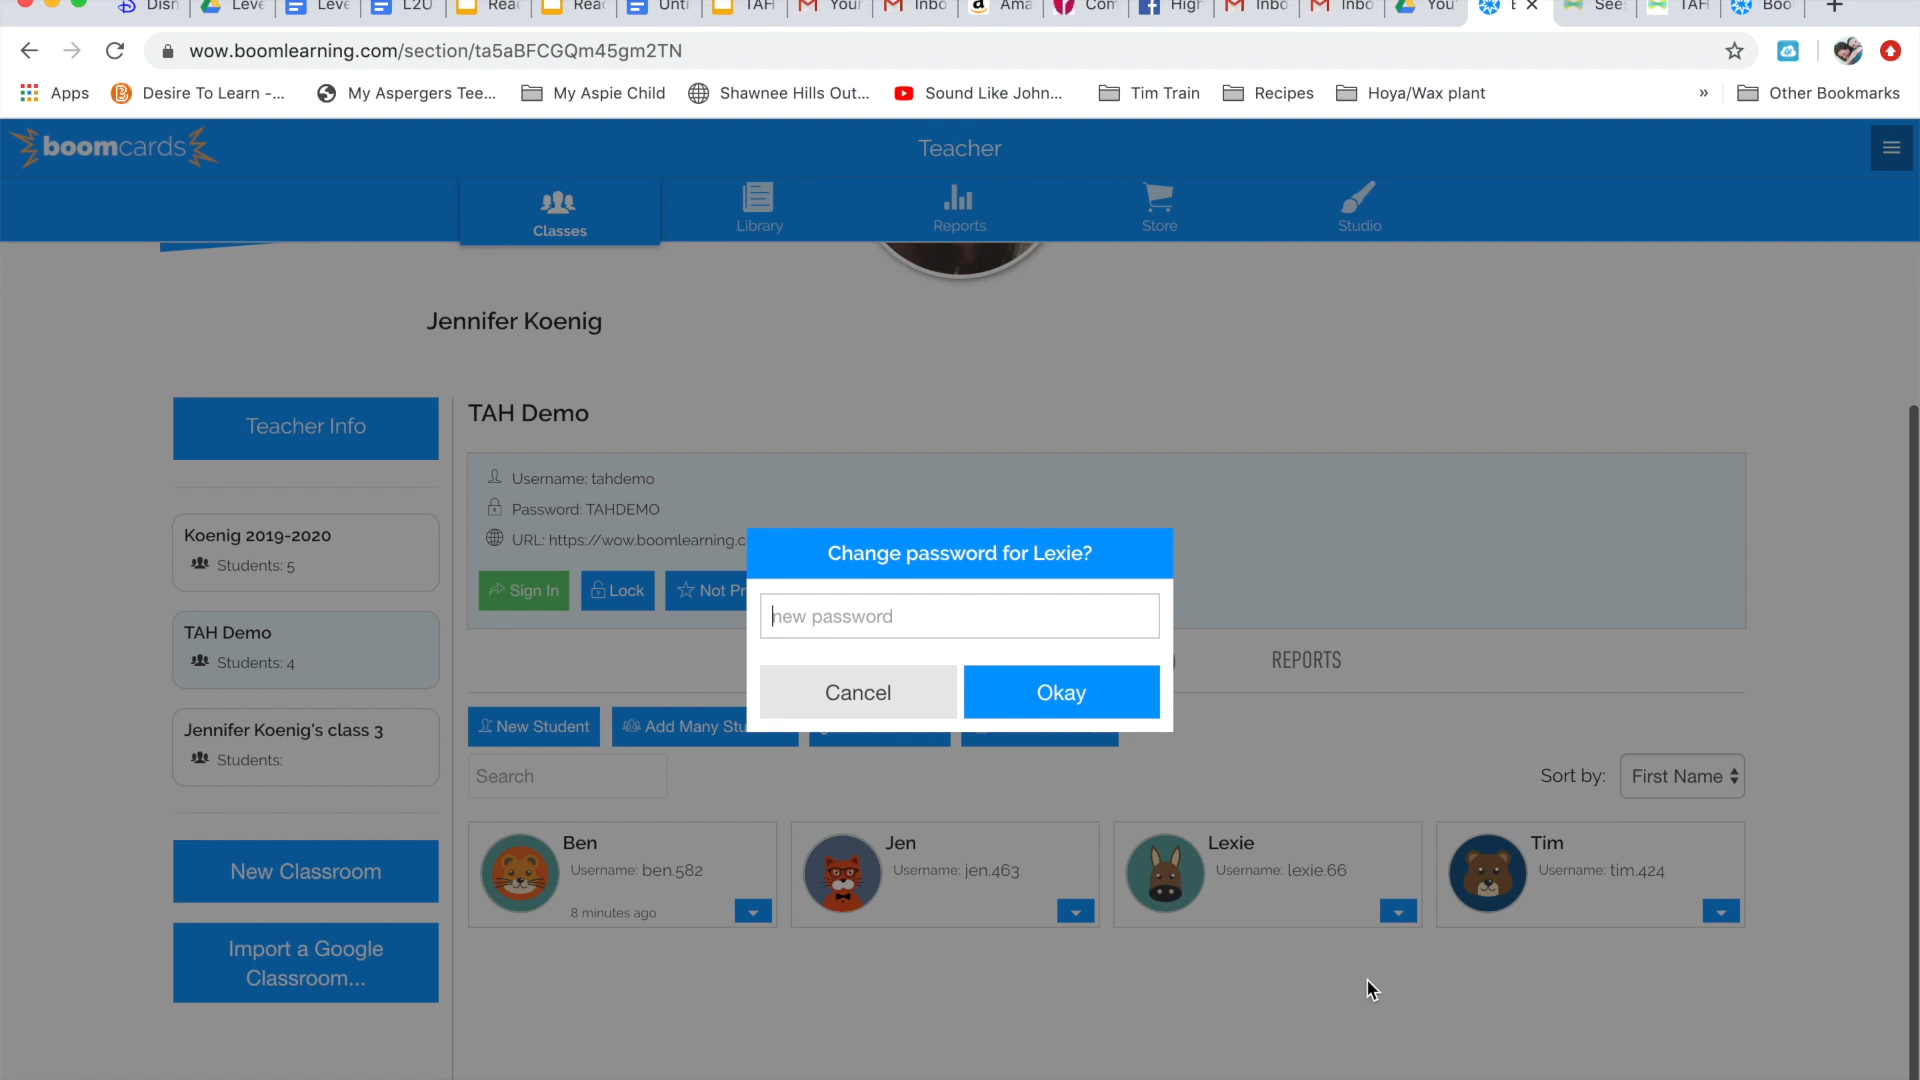 Disn
Leve
Leve
L2U
Read
Read
Unti
TAH
Your
Inbo
Ama
Com
High
Inbo
Inbo
You
See
TAH
Boo
wow.boomlearning.com/section/ta5aBFCGQm45gm2TN
Apps
Desire To Learn -...
My Aspergers Tee...
My Aspie Child
Shawnee Hills Out...
Sound Like John...
Tim Train
Recipes
Hoya/Wax plant
»
Other Bookmarks
boomcards
Teacher
Classes
Library
Reports
Store
Studio
Jennifer Koenig
Teacher Info
Koenig 2019-2020
Students: 5
TAH Demo
Students: 4
Jennifer Koenig's class 3
Students:
New Classroom
Import a Google
Classroom...
TAH Demo
Username: tahdemo
Password: TAHDEMO
URL: https://wow.boomlearning.c
Sign In
Lock
Not Pr
Change password for Lexie?
new password
Cancel
Okay
REPORTS
New Student
Add Many Stu
Search
Sort by:
First Name
Ben
Username: ben.582
8 minutes ago
Jen
Username: jen.463
Lexie
Username: lexie.66
Tim
Username: tim.424